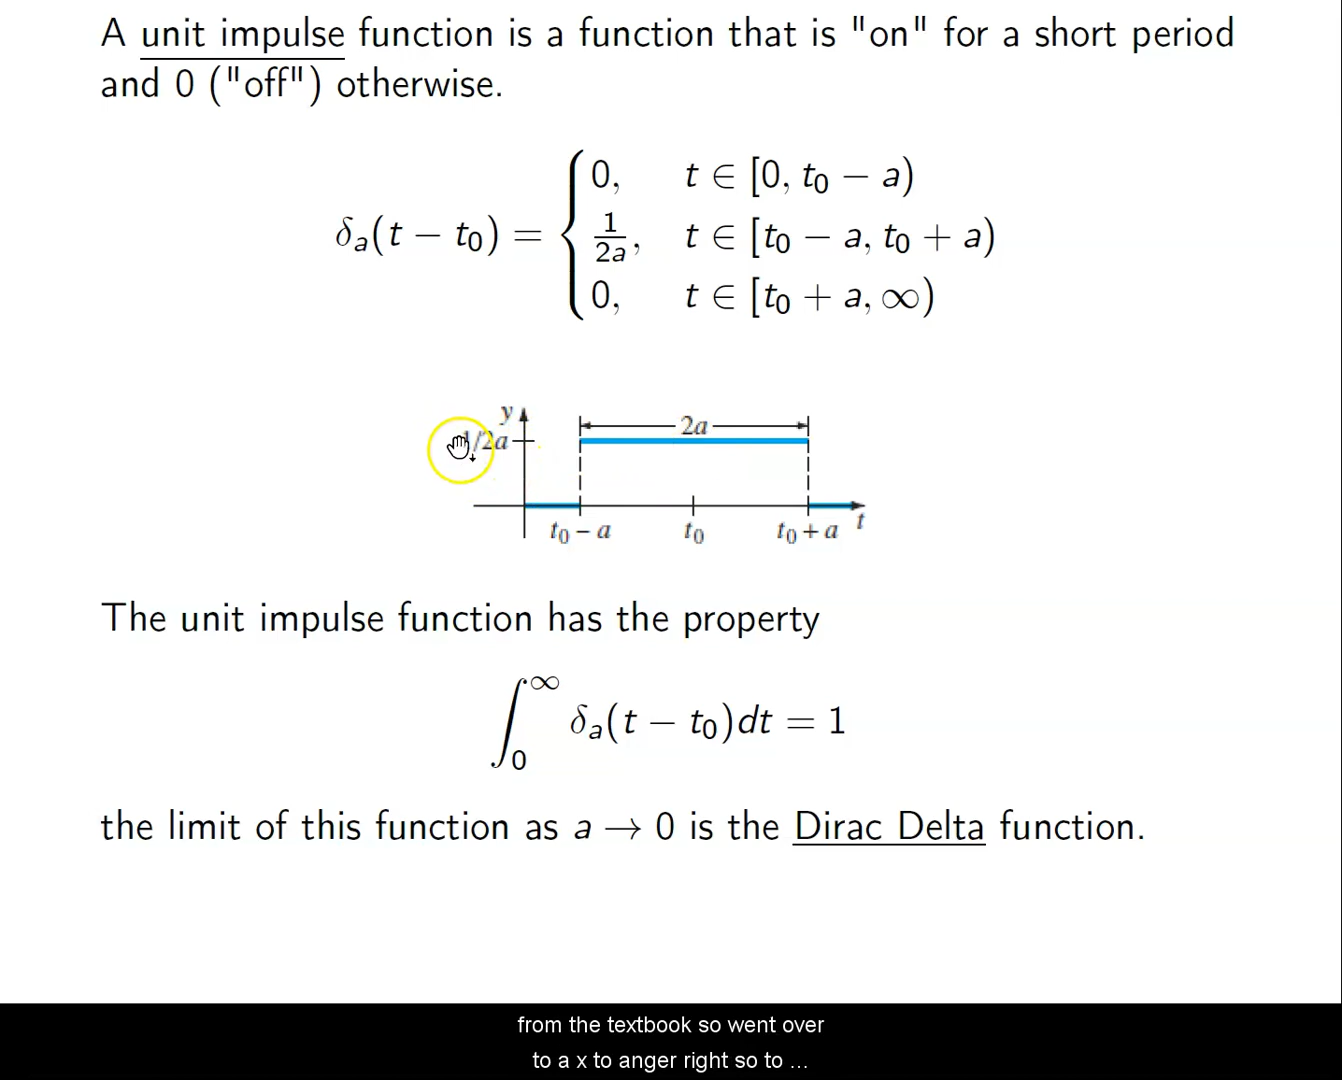 A unit impulse function is a function that is "on" for a short period
and 0 ("off") otherwise.
δₐ(t − t₀) = { 0, t ∈ [0, t₀ − a)
1/2a, t ∈ [t₀ − a, t₀ + a)
0, t ∈ [t₀ + a, ∞)
y
1/2a
2a
t₀ − a t₀ t₀ + a t
The unit impulse function has the property
∫₀^∞ δₐ(t − t₀)dt = 1
the limit of this function as a → 0 is the Dirac Delta function.
from the textbook so went over
to a x to anger right so to ...